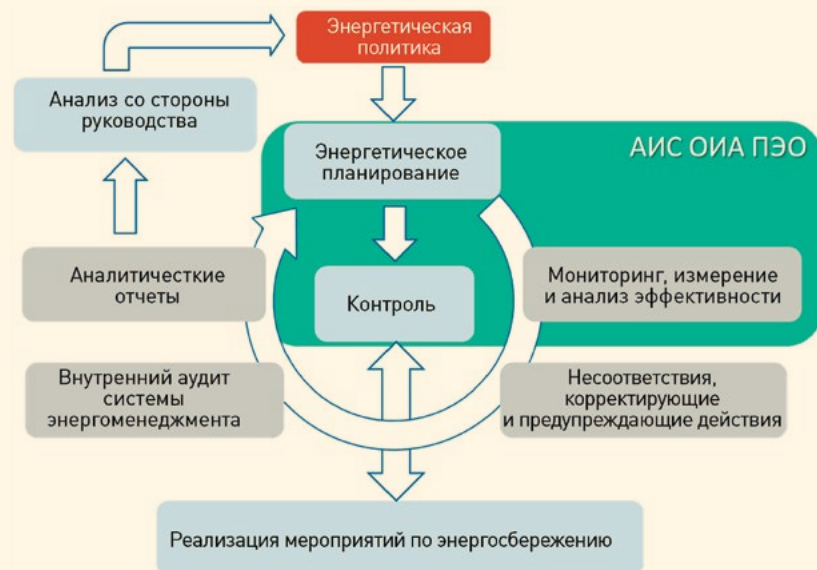 Энергетическая
политика
Анализ со стороны
руководства
АИС ОИА ПЭО
Энергетическое
планирование
Аналитичесткие
отчеты
Контроль
Мониторинг, измерение
и анализ эффективности
Внутренний аудит
системы
энергоменеджмента
Несоответствия,
корректирующие
и предупреждающие действия
Реализация мероприятий по энергосбережению